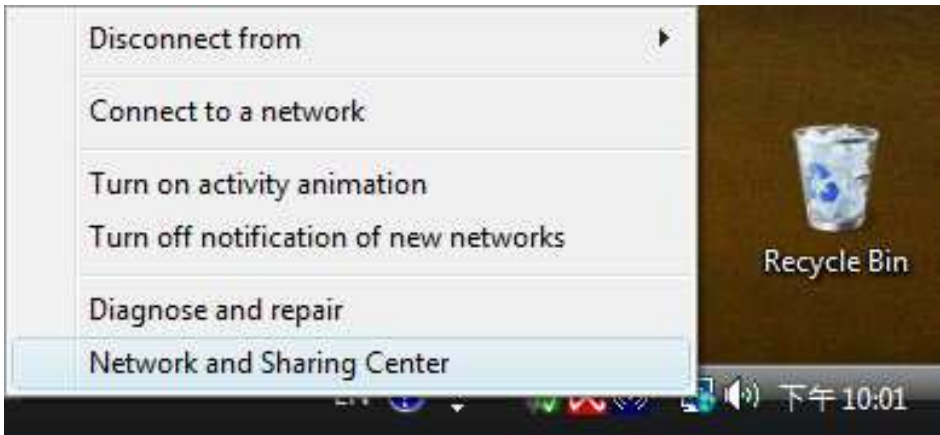 Disconnect from
Connect to a network
Turn on activity animation
Turn off notification of new networks
Recycle Bin
Diagnose and repair
Network and Sharing Center
下午 10:01